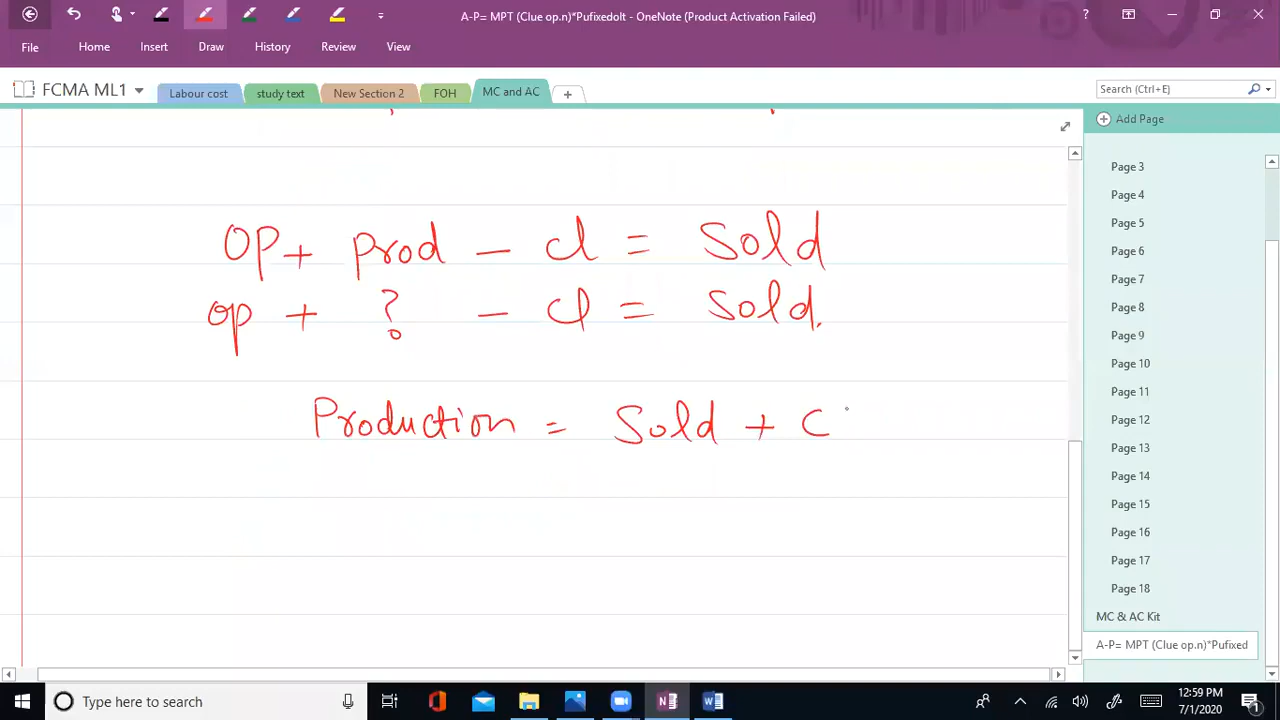 A-P= MPT (Clue op.n)*Pufixedolt - OneNote (Product Activation Failed)
File Home Insert Draw History Review View
FCMA ML1 Labour cost study text New Section 2 FOH MC and AC
Search (Ctrl+E)
Add Page
Page 3
Page 4
Page 5
Page 6
Page 7
Page 8
Page 9
Page 10
Page 11
Page 12
Page 13
Page 14
Page 15
Page 16
Page 17
Page 18
MC & AC Kit
A-P= MPT (Clue op.n)*Pufixed
OP + prod - cl = Sold
op + ? - cl = Sold.
Production = Sold + C
Type here to search
12:59 PM
7/1/2020